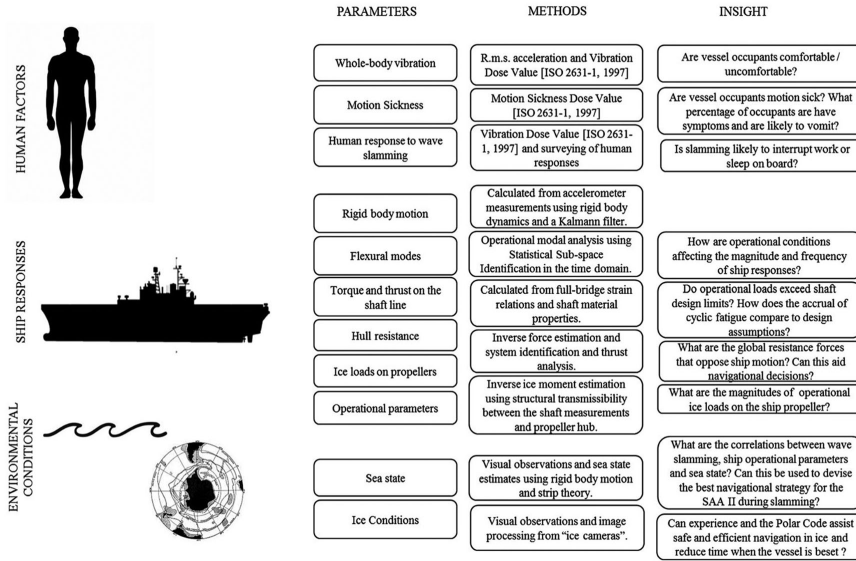 PARAMETERS
METHODS
INSIGHT
HUMAN FACTORS
Whole-body vibration
R.m.s. acceleration and Vibration
Dose Value [ISO 2631-1, 1997]
Are vessel occupants comfortable /
uncomfortable?
Motion Sickness
Motion Sickness Dose Value
[ISO 2631-1, 1997]
Are vessel occupants motion sick? What
percentage of occupants are have
symptoms and are likely to vomit?
Human response to wave
slamming
Vibration Dose Value [ISO 2631-
1, 1997] and surveying of human
responses
Is slamming likely to interrupt work or
sleep on board?
SHIP RESPONSES
Rigid body motion
Calculated from accelerometer
measurements using rigid body
dynamics and a Kalmann filter.
Flexural modes
Operational modal analysis using
Statistical Sub-space
Identification in the time domain.
How are operational conditions
affecting the magnitude and frequency
of ship responses?
Torque and thrust on the
shaft line
Calculated from full-bridge strain
relations and shaft material
properties.
Do operational loads exceed shaft
design limits? How does the accrual of
cyclic fatigue compare to design
assumptions?
Hull resistance
Inverse force estimation and
system identification and thrust
analysis.
What are the global resistance forces
that oppose ship motion? Can this aid
navigational decisions?
Ice loads on propellers
Inverse ice moment estimation
using structural transmissibility
between the shaft measurements
and propeller hub.
What are the magnitudes of operational
ice loads on the ship propeller?
Operational parameters
ENVIRONMENTAL
CONDITIONS
Sea state
Visual observations and sea state
estimates using rigid body motion
and strip theory.
What are the correlations between wave
slamming, ship operational parameters
and sea state? Can this be used to devise
the best navigational strategy for the
SAA II during slamming?
Ice Conditions
Visual observations and image
processing from “ice cameras”.
Can experience and the Polar Code assist
safe and efficient navigation in ice and
reduce time when the vessel is beset ?